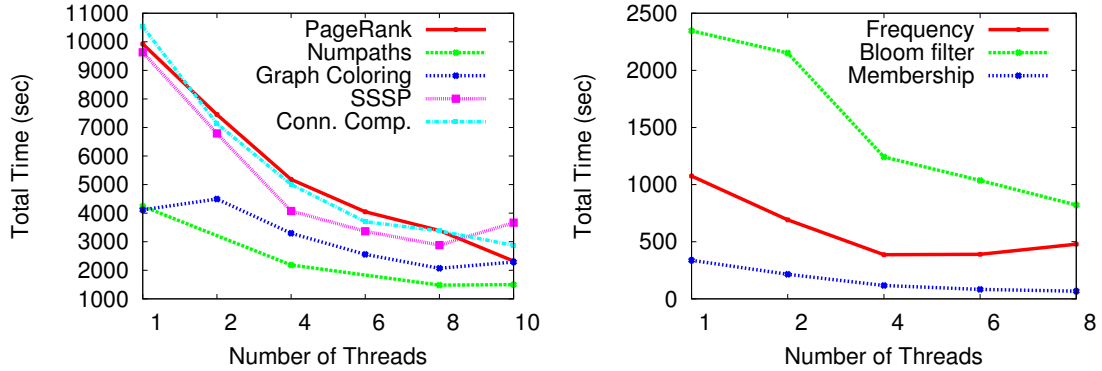 11000
10000
9000
8000
7000
6000
5000
4000
3000
2000
1000
Total Time (sec)
PageRank
Numpaths
Graph Coloring
SSSP
Conn. Comp.
1 2 4 6 8 10
Number of Threads
2500
2000
1500
1000
500
0
Total Time (sec)
Frequency
Bloom filter
Membership
1 2 4 6 8
Number of Threads